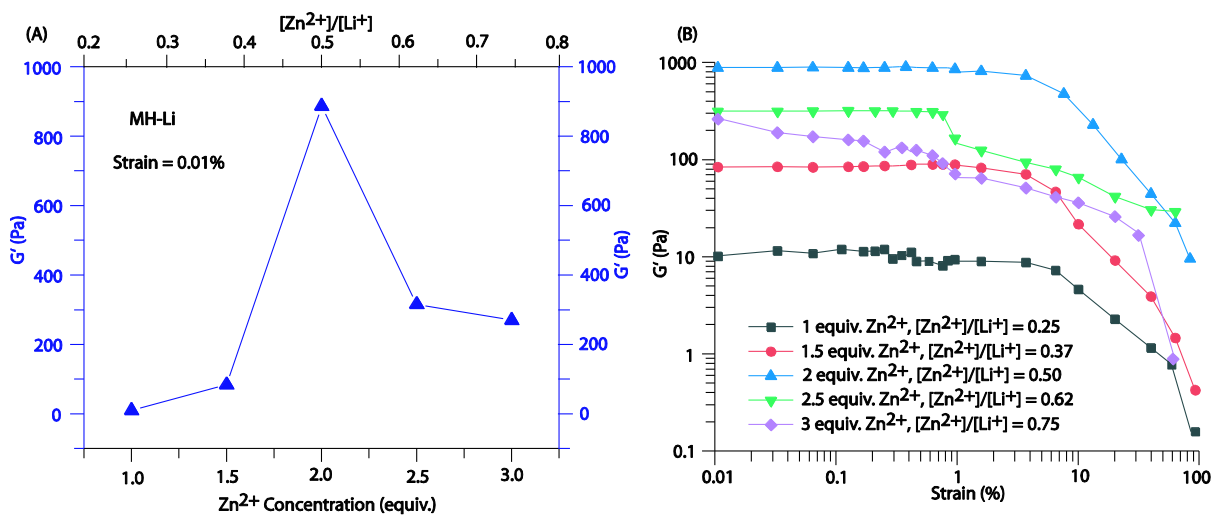 (A)
[Zn2+]/[Li+]
0.2 0.3 0.4 0.5 0.6 0.7 0.8
1000
800
600
400
200
0
G′ (Pa)
MH-Li
Strain = 0.01%
1000
800
600
400
200
0
G′ (Pa)
1.0 1.5 2.0 2.5 3.0
Zn2+ Concentration (equiv.)
(B)
1000
100
10
1
0.1
G′ (Pa)
1 equiv. Zn2+, [Zn2+]/[Li+] = 0.25
1.5 equiv. Zn2+, [Zn2+]/[Li+] = 0.37
2 equiv. Zn2+, [Zn2+]/[Li+] = 0.50
2.5 equiv. Zn2+, [Zn2+]/[Li+] = 0.62
3 equiv. Zn2+, [Zn2+]/[Li+] = 0.75
0.01 0.1 1 10 100
Strain (%)